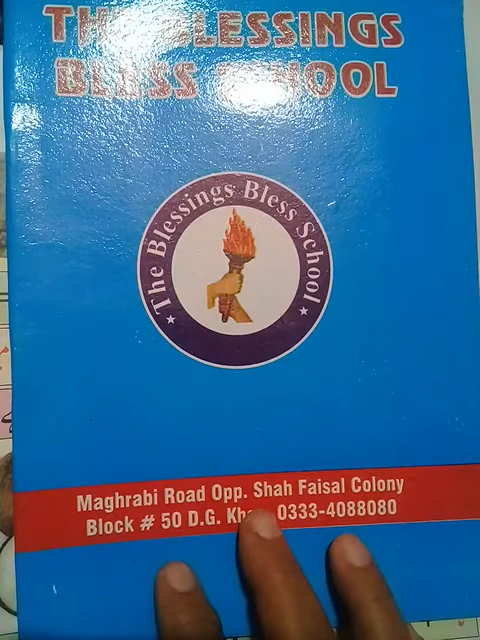 THE BLESSINGS
BLESS SCHOOL
The Blessings Bless School
Maghrabi Road Opp. Shah Faisal Colony
Block # 50 D.G. 0333-4088080